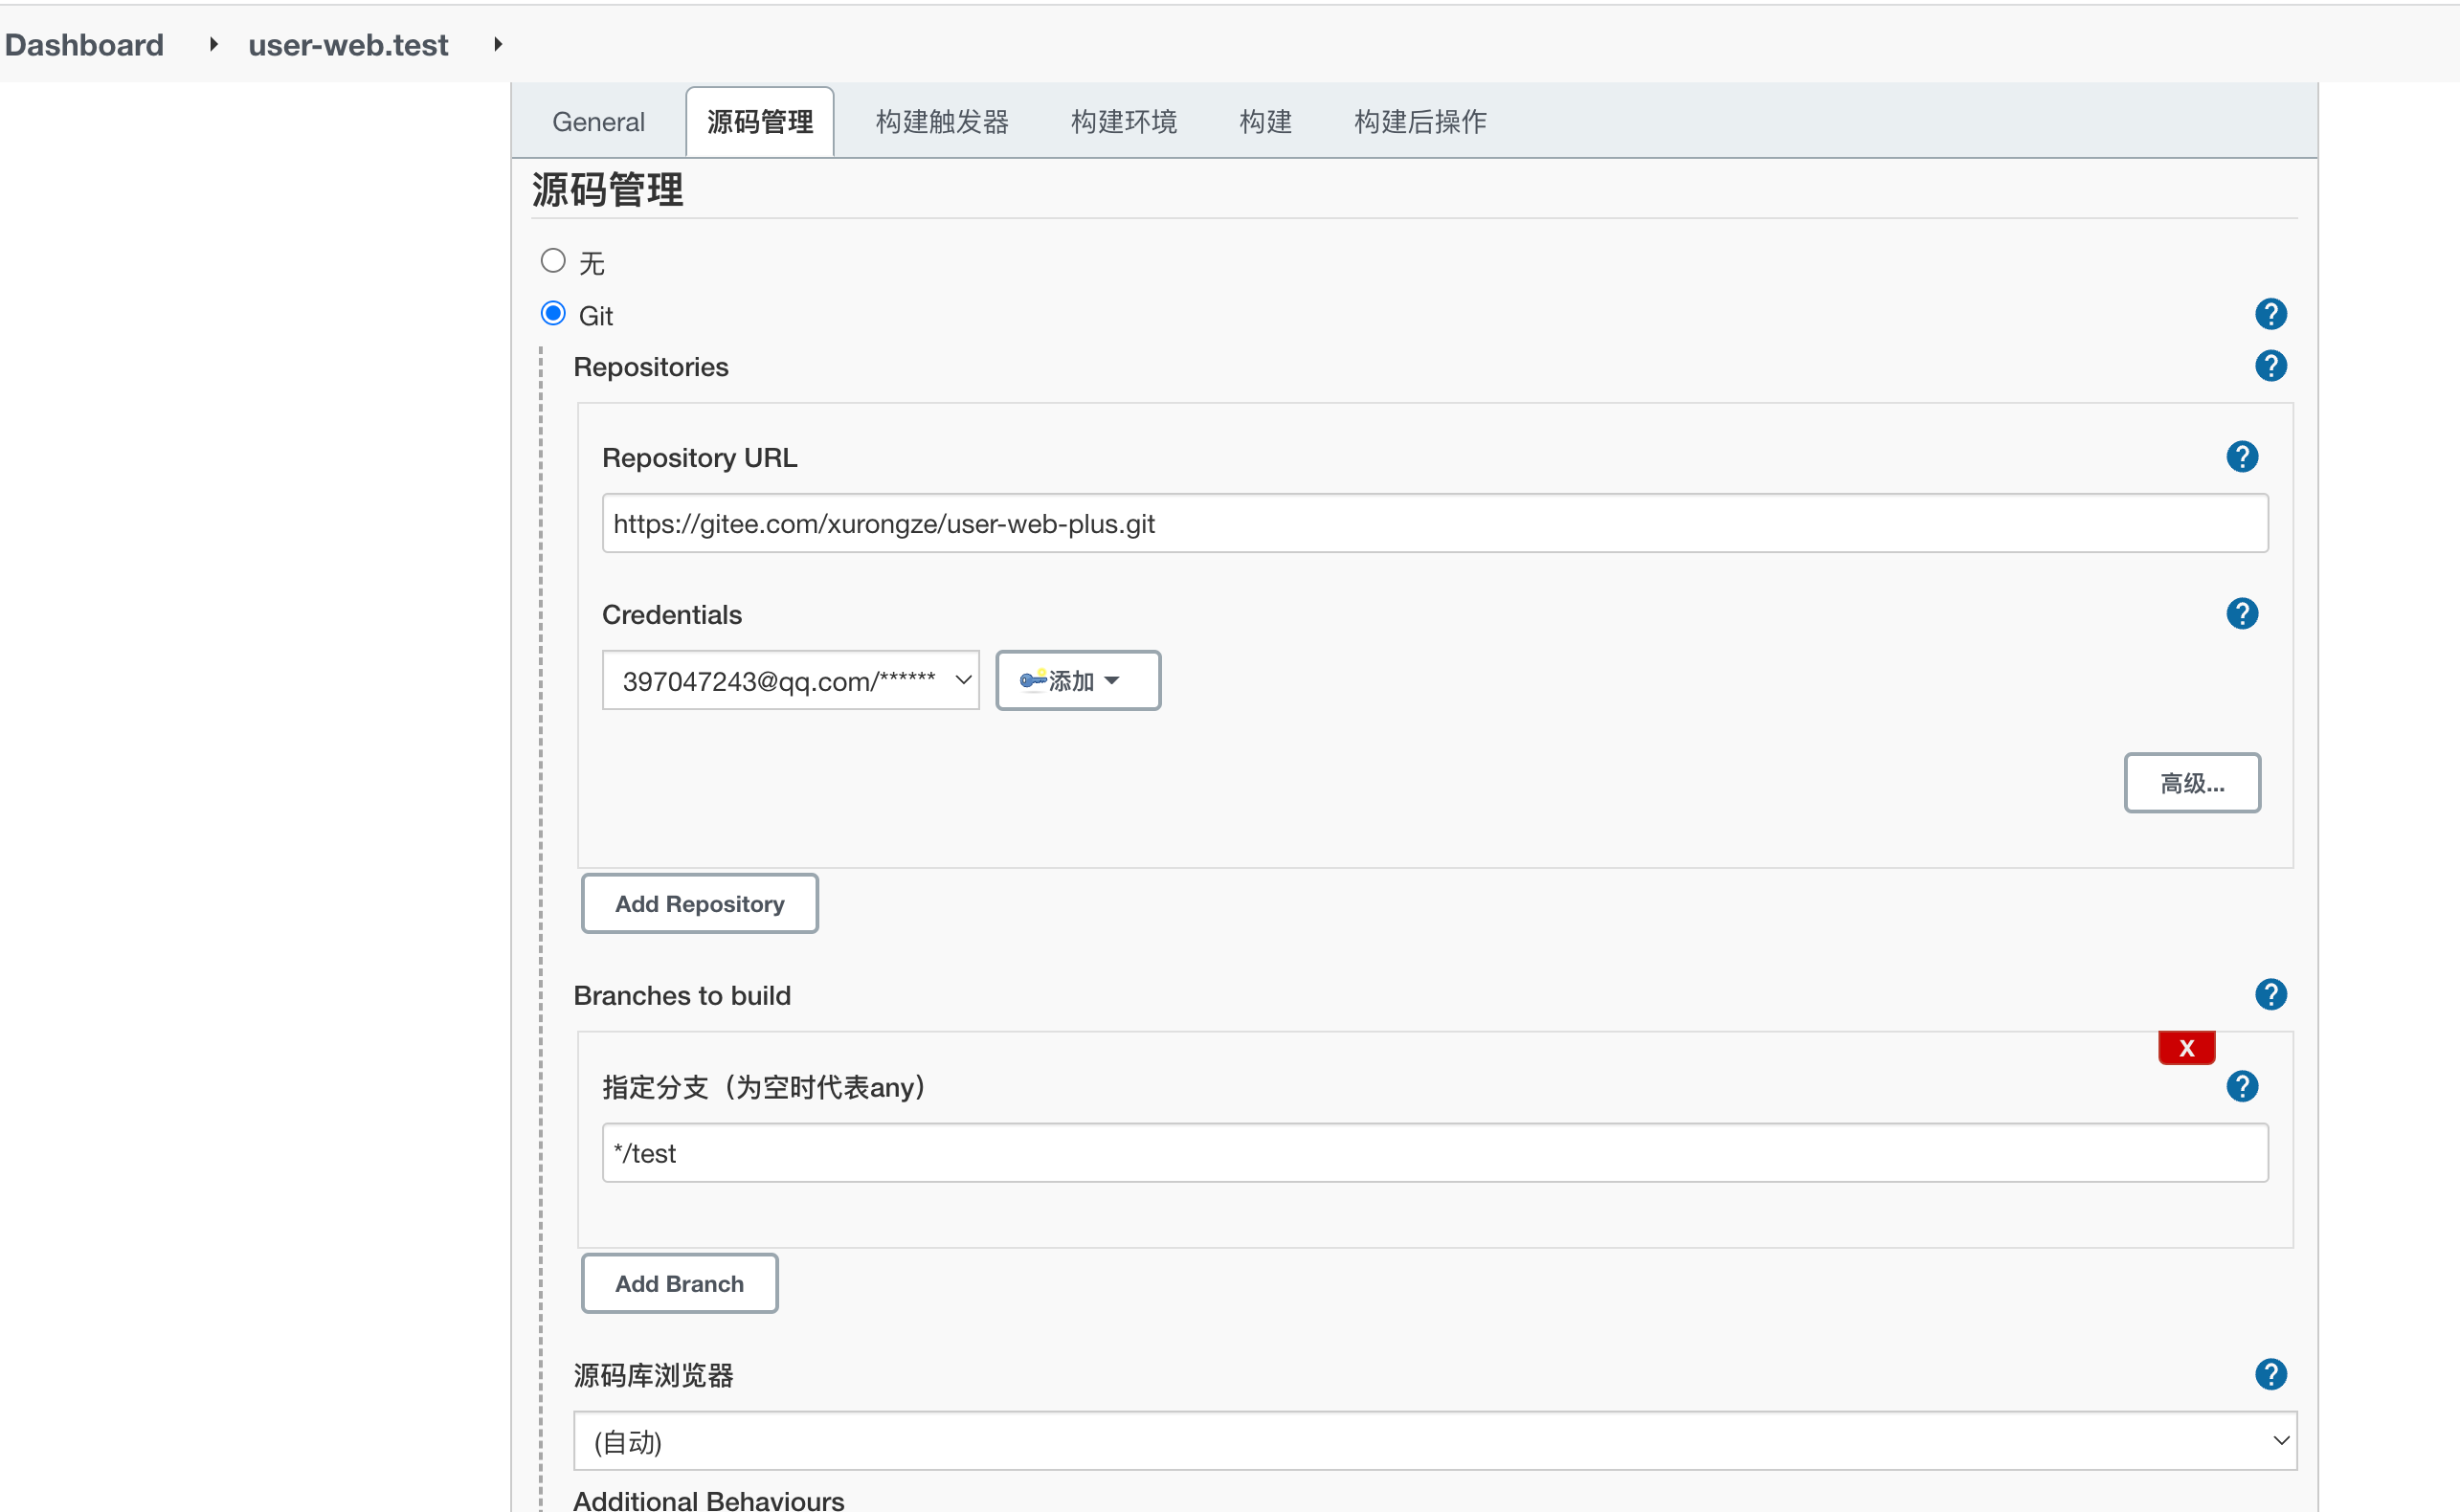 Dashboard user-web.test
General 源码管理 构建触发器 构建环境 构建 构建后操作
源码管理
无
Git
?
Repositories
?
Repository URL
?
https://gitee.com/xurongze/user-web-plus.git
Credentials
?
397047243@qq.com/****** 添加
高级...
Add Repository
Branches to build
?
X
指定分支（为空时代表any）
?
*/test
Add Branch
源码库浏览器
?
(自动)
Additional Behaviours